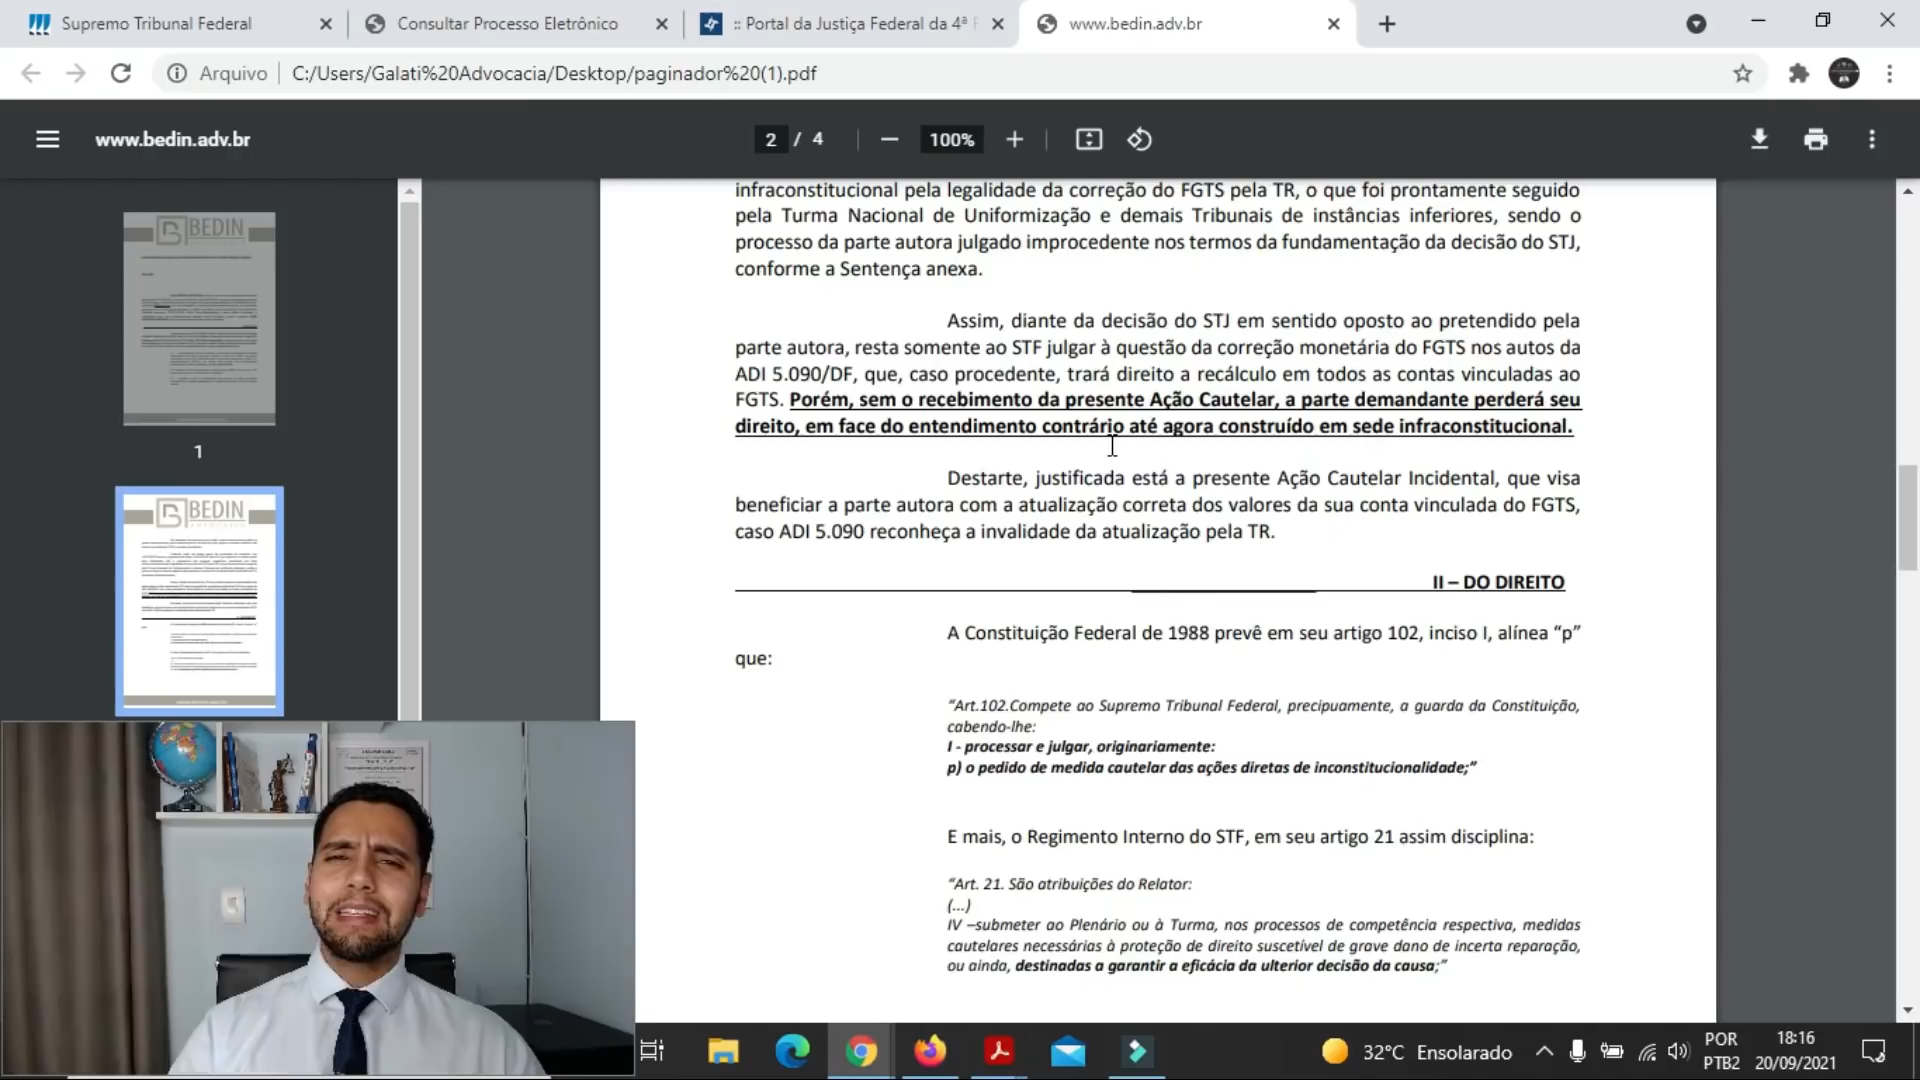 Supremo Tribunal Federal
Consultar Processo Eletrônico
:: Portal da Justiça Federal da 4ª
www.bedin.adv.br
Arquivo
C:/Users/Galati%20Advocacia/Desktop/paginador%20(1).pdf
www.bedin.adv.br
2 / 4
100%
BEDIN
1
BEDIN
infraconstitucional pela legalidade da correção do FGTS pela TR, o que foi prontamente seguido
pela Turma Nacional de Uniformização e demais Tribunais de instâncias inferiores, sendo o
processo da parte autora julgado improcedente nos termos da fundamentação da decisão do STJ,
conforme a Sentença anexa.
Assim, diante da decisão do STJ em sentido oposto ao pretendido pela
parte autora, resta somente ao STF julgar à questão da correção monetária do FGTS nos autos da
ADI 5.090/DF, que, caso procedente, trará direito a recálculo em todos as contas vinculadas ao
FGTS. Porém, sem o recebimento da presente Ação Cautelar, a parte demandante perderá seu
direito, em face do entendimento contrário até agora construído em sede infraconstitucional.
Destarte, justificada está a presente Ação Cautelar Incidental, que visa
beneficiar a parte autora com a atualização correta dos valores da sua conta vinculada do FGTS,
caso ADI 5.090 reconheça a invalidade da atualização pela TR.
II – DO DIREITO
A Constituição Federal de 1988 prevê em seu artigo 102, inciso I, alínea “p”
que:
“Art.102.Compete ao Supremo Tribunal Federal, precipuamente, a guarda da Constituição,
cabendo-lhe:
I - processar e julgar, originariamente:
p) o pedido de medida cautelar das ações diretas de inconstitucionalidade;”
E mais, o Regimento Interno do STF, em seu artigo 21 assim disciplina:
“Art. 21. São atribuições do Relator:
(...)
IV –submeter ao Plenário ou à Turma, nos processos de competência respectiva, medidas
cautelares necessárias à proteção de direito suscetível de grave dano de incerta reparação,
ou ainda, destinadas a garantir a eficácia da ulterior decisão da causa;”
32°C Ensolarado
POR
PTB2
18:16
20/09/2021